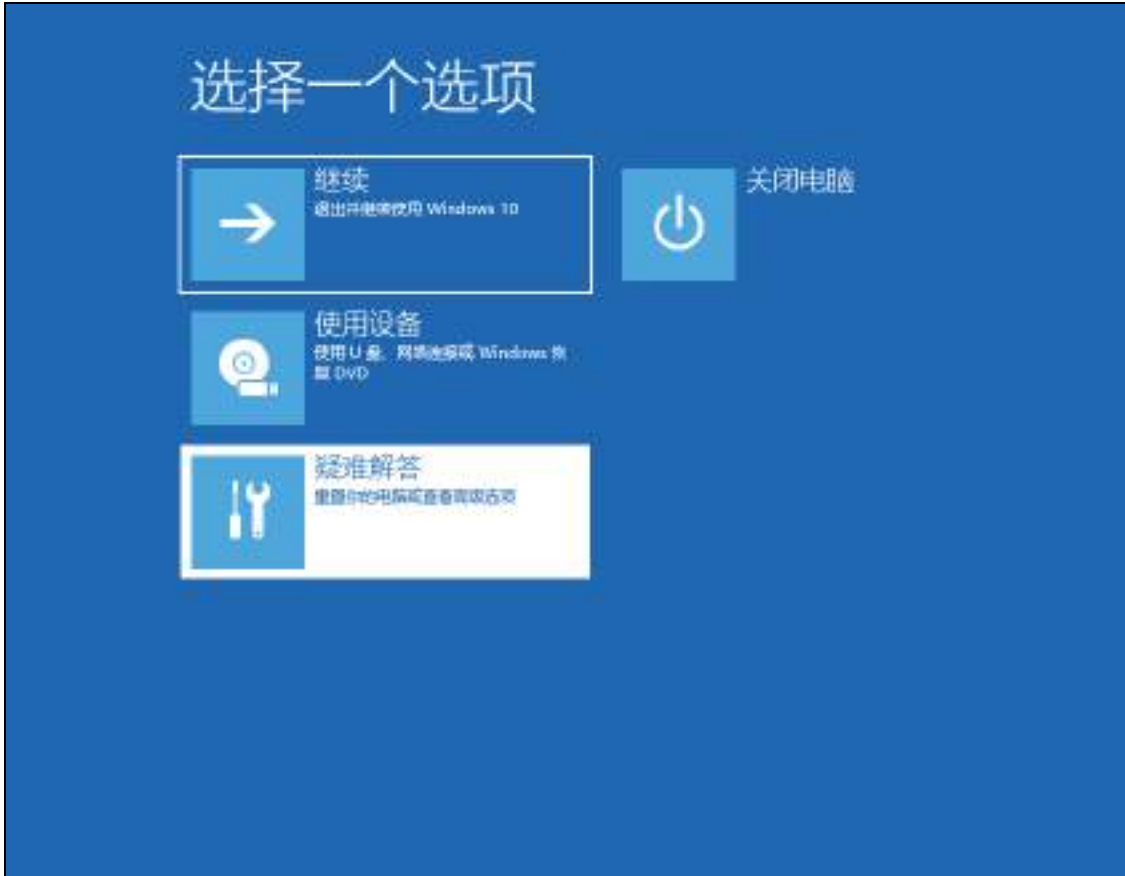 选择一个选项
继续
退出并继续使用 Windows 10
关闭电脑
使用设备
使用 U 盘、网络连接或 Windows 恢
复 DVD
疑难解答
重置你的电脑或查看高级选项